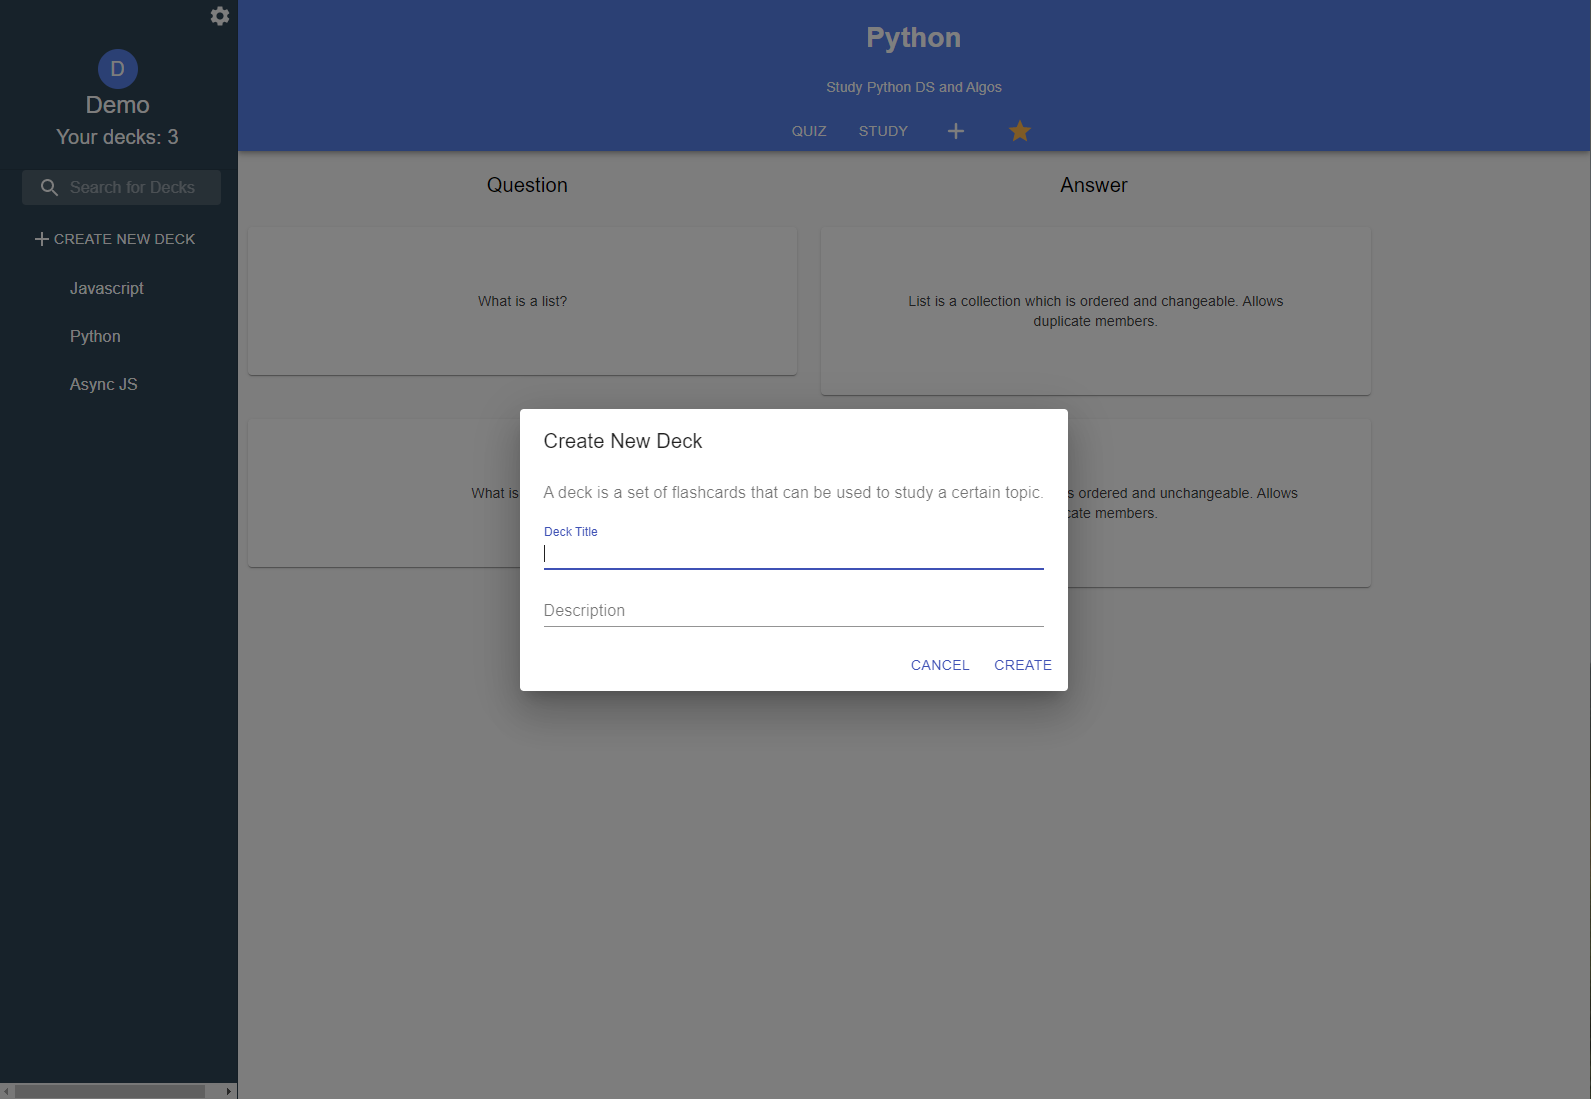 D
Demo
Your decks: 3
Search for Decks
CREATE NEW DECK
Javascript
Python
Async JS
Python
Study Python DS and Algos
QUIZ STUDY
Question Answer
What is a list?
List is a collection which is ordered and changeable. Allows
duplicate members.
What is
s ordered and unchangeable. Allows
cate members.
Create New Deck
A deck is a set of flashcards that can be used to study a certain topic.
Deck Title
Description
CANCEL CREATE